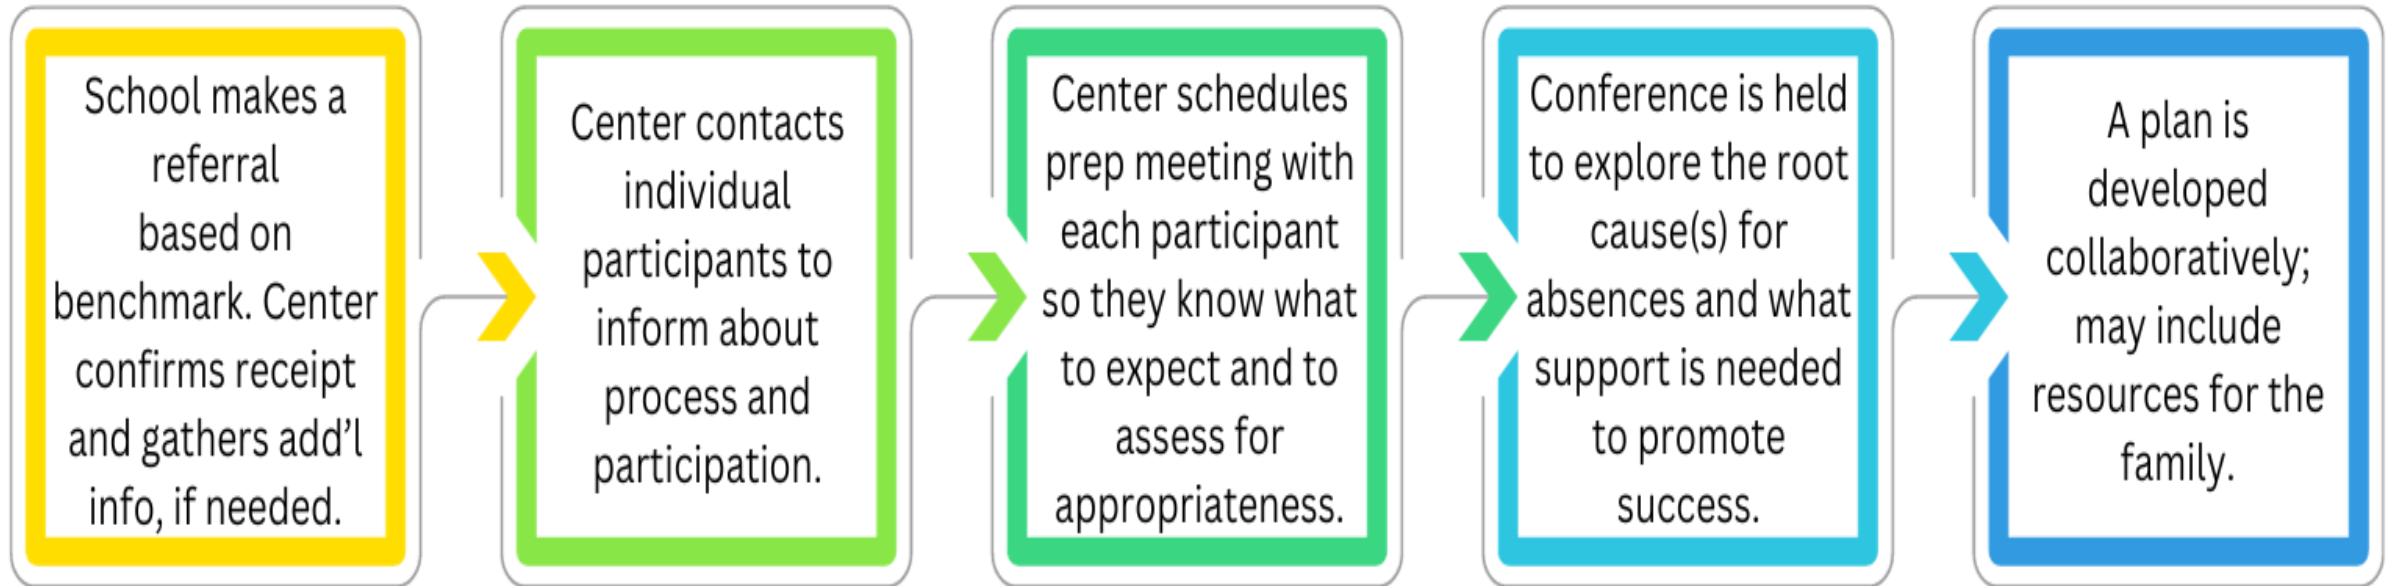 School makes a
referral
based on
benchmark. Center
confirms receipt
and gathers add’l
info, if needed.
Center contacts
individual
participants to
inform about
process and
participation.
Center schedules
prep meeting with
each participant
so they know what
to expect and to
assess for
appropriateness.
Conference is held
to explore the root
cause(s) for
absences and what
support is needed
to promote
success.
A plan is
developed
collaboratively;
may include
resources for the
family.